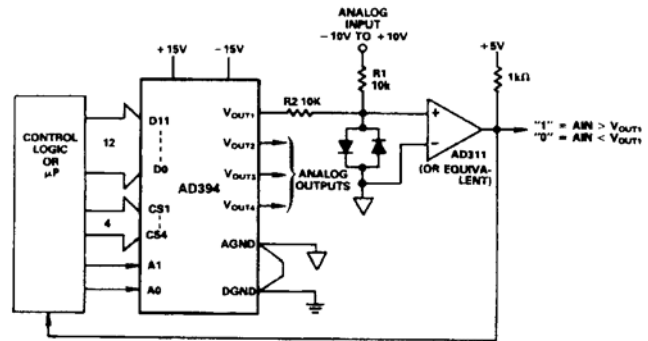 ANALOG
INPUT
−10V TO +10V
+15V
−15V
+5V
R1
10k
1kΩ
R2 10K
CONTROL
LOGIC
OR
μP
12
4
D11
D0
CS1
CS4
A1
A0
AD394
VOUT1
VOUT2
VOUT3
VOUT4
ANALOG
OUTPUTS
AGND
DGND
+
−
AD311
(OR EQUIVA-
LENT)
"1" = AIN > VOUT1
"0" = AIN < VOUT1